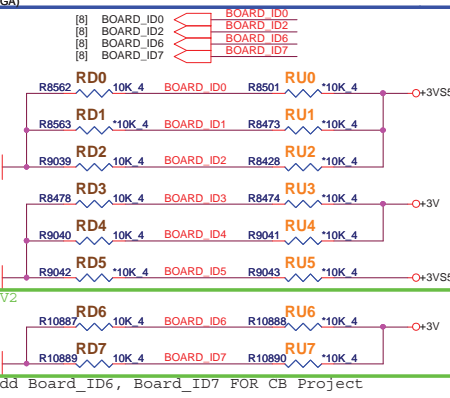 GA)
[8] BOARD_ID0 BOARD_ID0
[8] BOARD_ID2 BOARD_ID2
[8] BOARD_ID6 BOARD_ID6
[8] BOARD_ID7 BOARD_ID7
RD0 RU0
R8562 10K_4 BOARD_ID0 R8501 *10K_4 +3VS5
RD1 RU1
R8563 *10K_4 BOARD_ID1 R8473 *10K_4
RD2 RU2
R9039 10K_4 BOARD_ID2 R8428 *10K_4
RD3 RU3
R8478 10K_4 BOARD_ID3 R8474 *10K_4 +3V
RD4 RU4
R9040 10K_4 BOARD_ID4 R9041 *10K_4
RD5 RU5
R9042 *10K_4 BOARD_ID5 R9043 *10K_4 +3VS5
V2
RD6 RU6
R10887 10K_4 BOARD_ID6 R10888 *10K_4 +3V
RD7 RU7
R10889 10K_4 BOARD_ID7 R10890 *10K_4
dd Board_ID6, Board_ID7 FOR CB Project